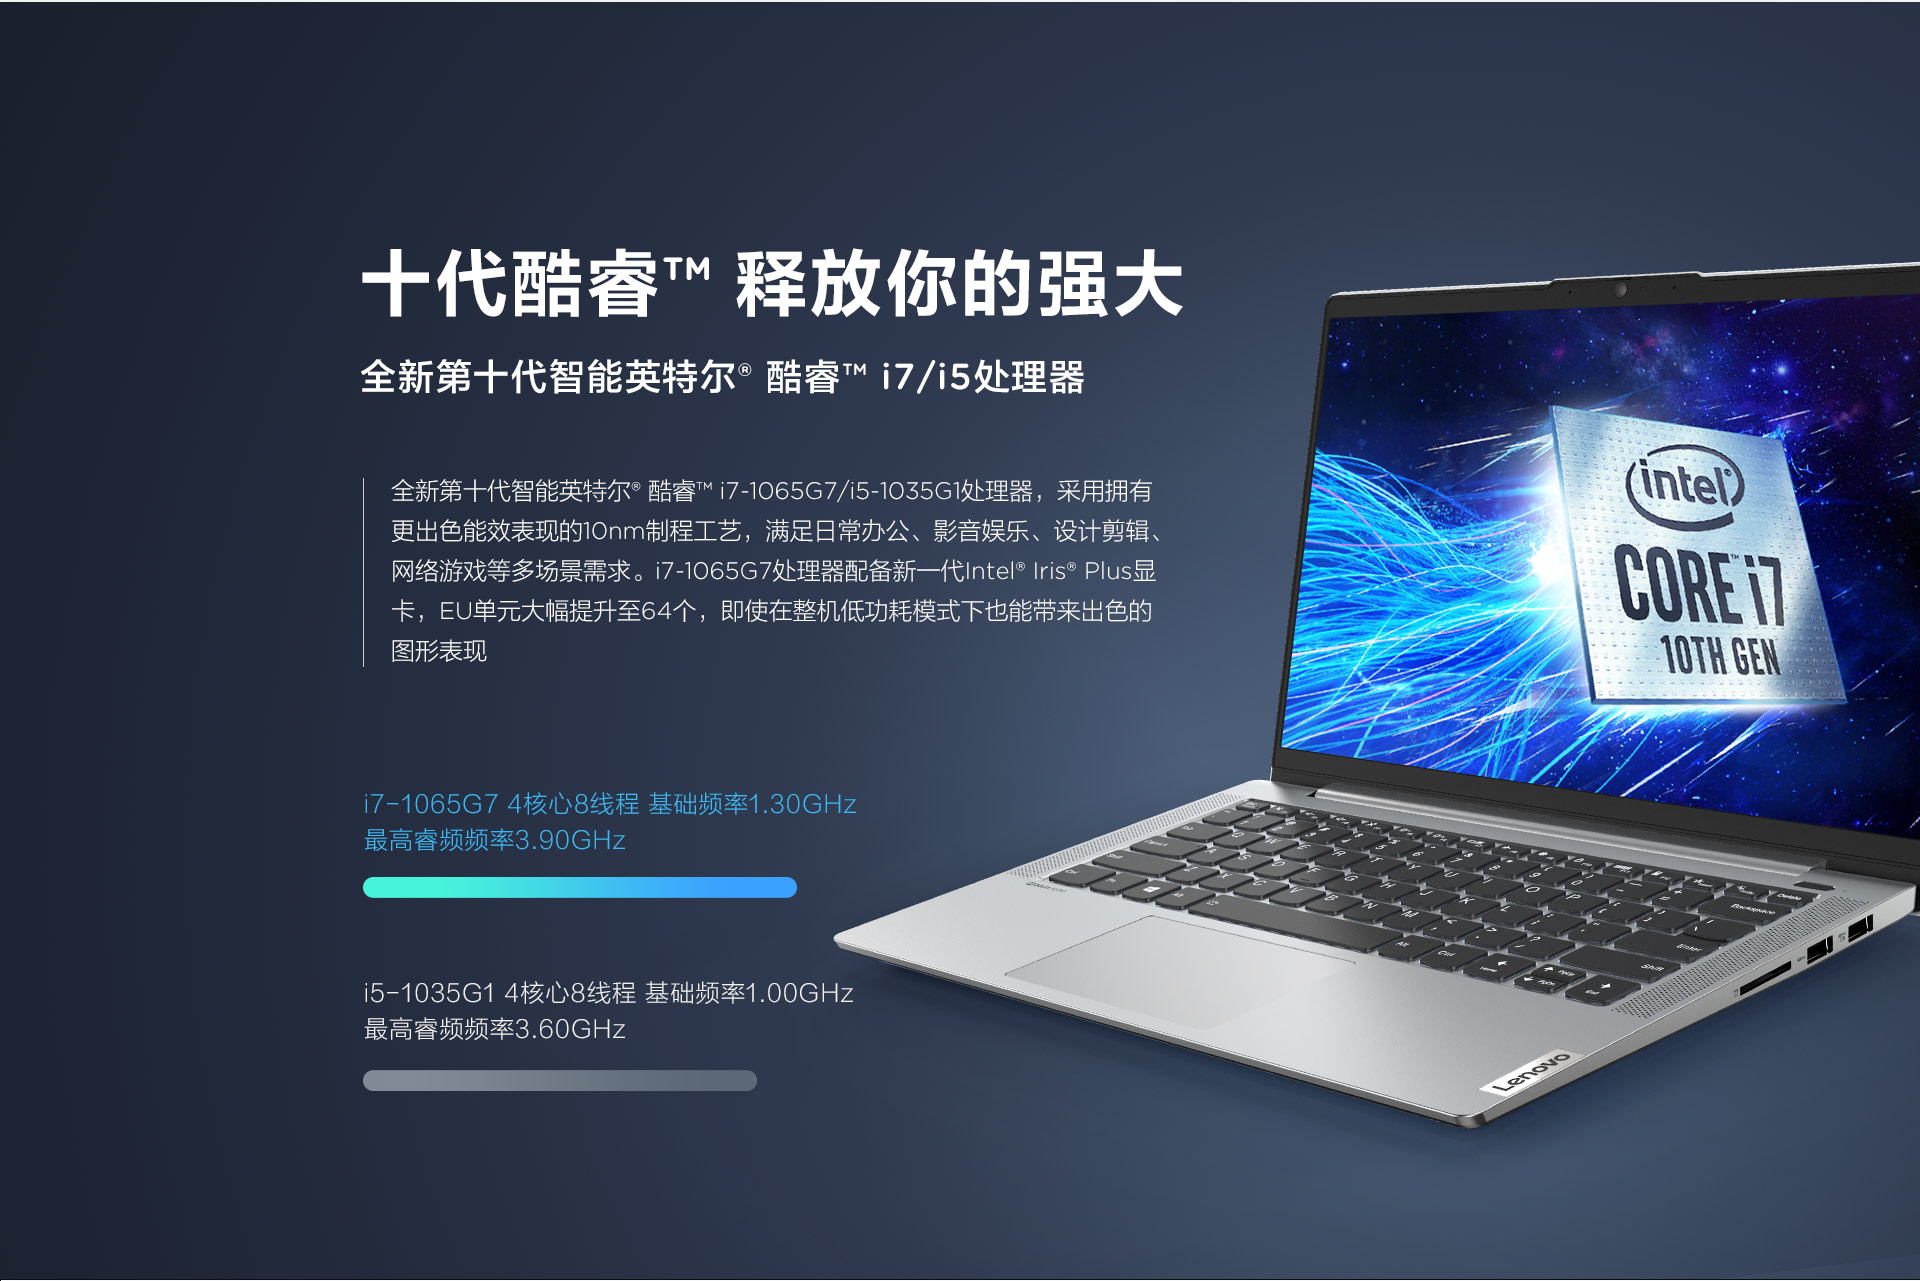 十代酷睿™ 释放你的强大
全新第十代智能英特尔® 酷睿™ i7/i5处理器
全新第十代智能英特尔® 酷睿™ i7-1065G7/i5-1035G1处理器，采用拥有
更出色能效表现的10nm制程工艺，满足日常办公、影音娱乐、设计剪辑、
网络游戏等多场景需求。i7-1065G7处理器配备新一代Intel® Iris® Plus显
卡，EU单元大幅提升至64个，即使在整机低功耗模式下也能带来出色的
图形表现
i7-1065G7 4核心8线程 基础频率1.30GHz
最高睿频频率3.90GHz
i5-1035G1 4核心8线程 基础频率1.00GHz
最高睿频频率3.60GHz
intel®
CORE™ i7
10TH GEN
Backspace
Enter
Shift
Lenovo